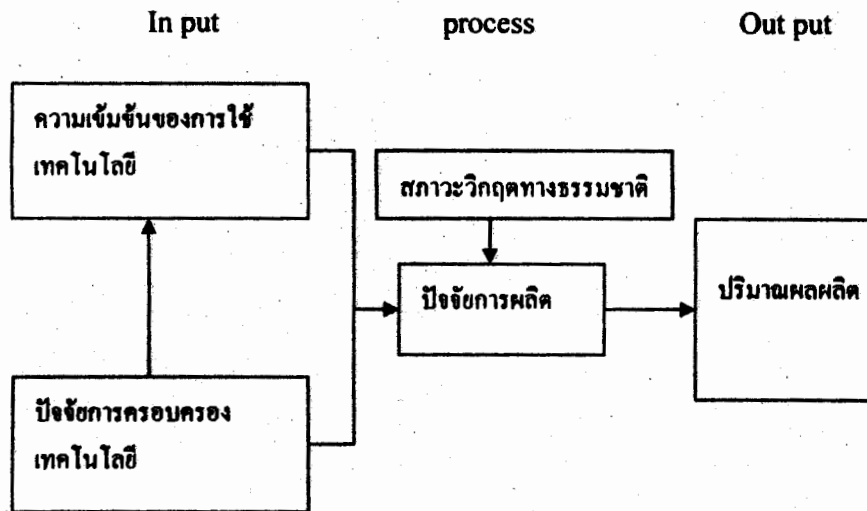 In put process Out put
ความเข้มข้นของการใช้
เทคโนโลยี
สภาวะวิกฤตทางธรรมชาติ
ปัจจัยการผลิต
ปริมาณผลผลิต
ปัจจัยการครอบครอง
เทคโนโลยี